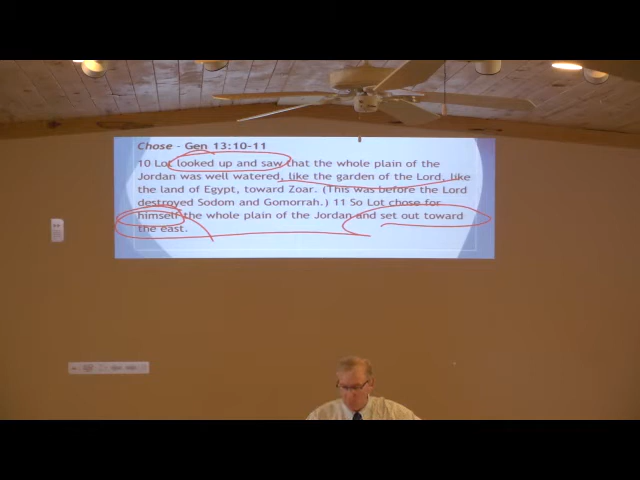 Chose - Gen 13:10-11
10 Lot looked up and saw that the whole plain of the
Jordan was well watered, like the garden of the Lord, like
the land of Egypt, toward Zoar. (This was before the Lord
destroyed Sodom and Gomorrah.) 11 So Lot chose for
himself the whole plain of the Jordan and set out toward
the east.